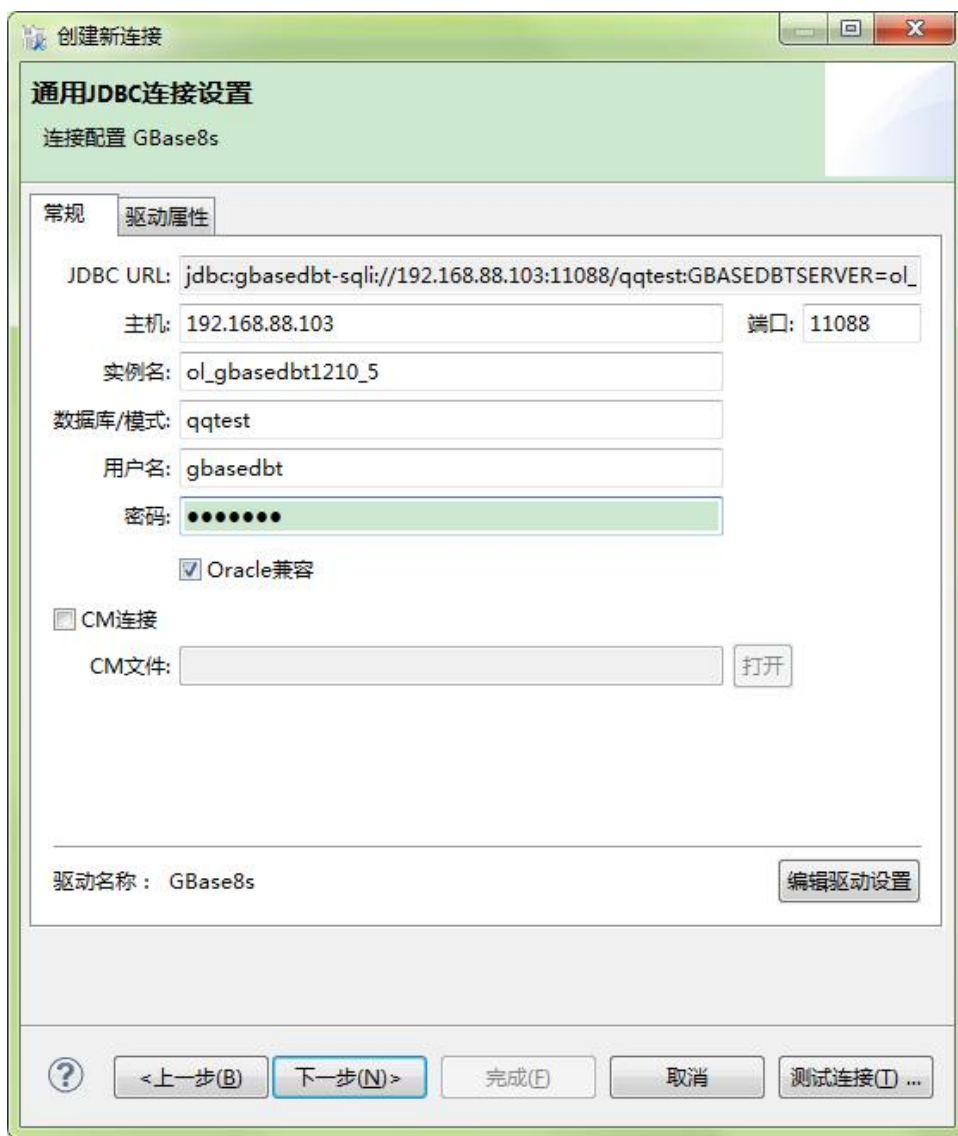 创建新连接
通用JDBC连接设置
连接配置 GBase8s
常规 驱动属性
JDBC URL: jdbc:gbasedbt-sqli://192.168.88.103:11088/qqtest:GBASEDBTSERVER=ol_
主机: 192.168.88.103 端口: 11088
实例名: ol_gbasedbt1210_5
数据库/模式: qqtest
用户名: gbasedbt
密码: ●●●●●●●
Oracle兼容
CM连接
CM文件: 打开
驱动名称： GBase8s 编辑驱动设置
? <上一步(B) 下一步(N)> 完成(F) 取消 测试连接(T) ...